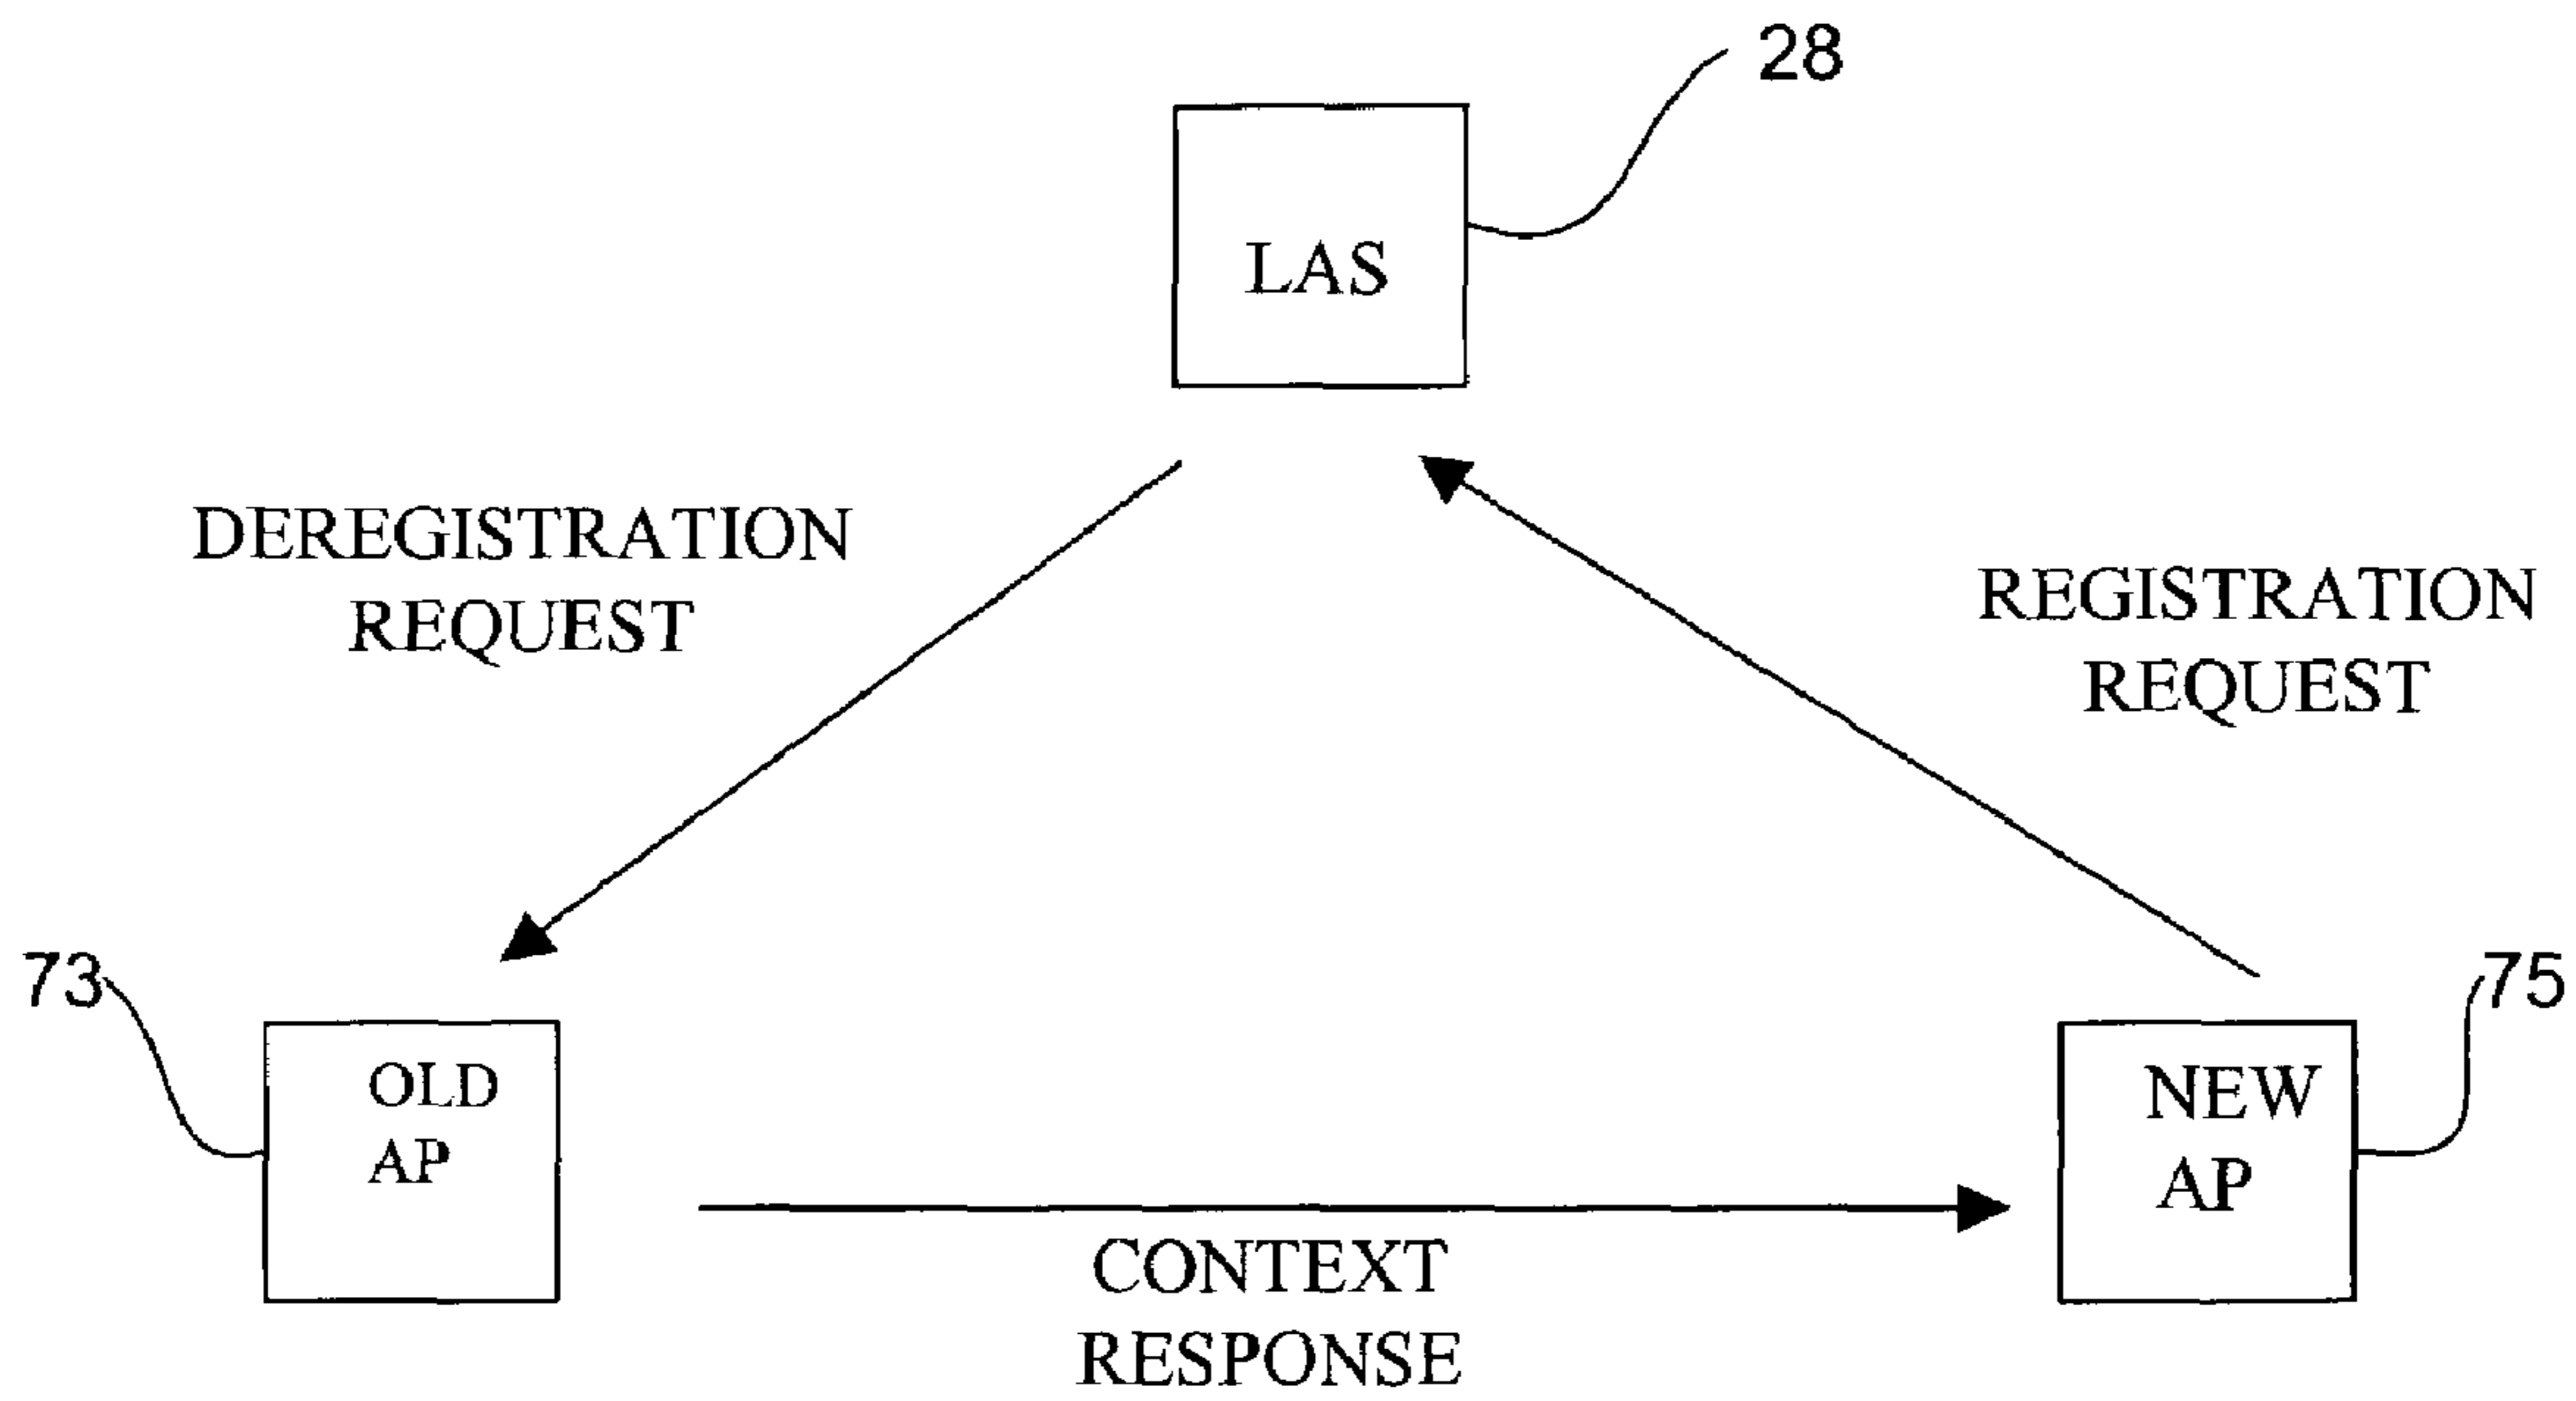 28
LAS
DEREGISTRATION
REQUEST
REGISTRATION
REQUEST
73
75
OLD
AP
NEW
AP
CONTEXT
RESPONSE